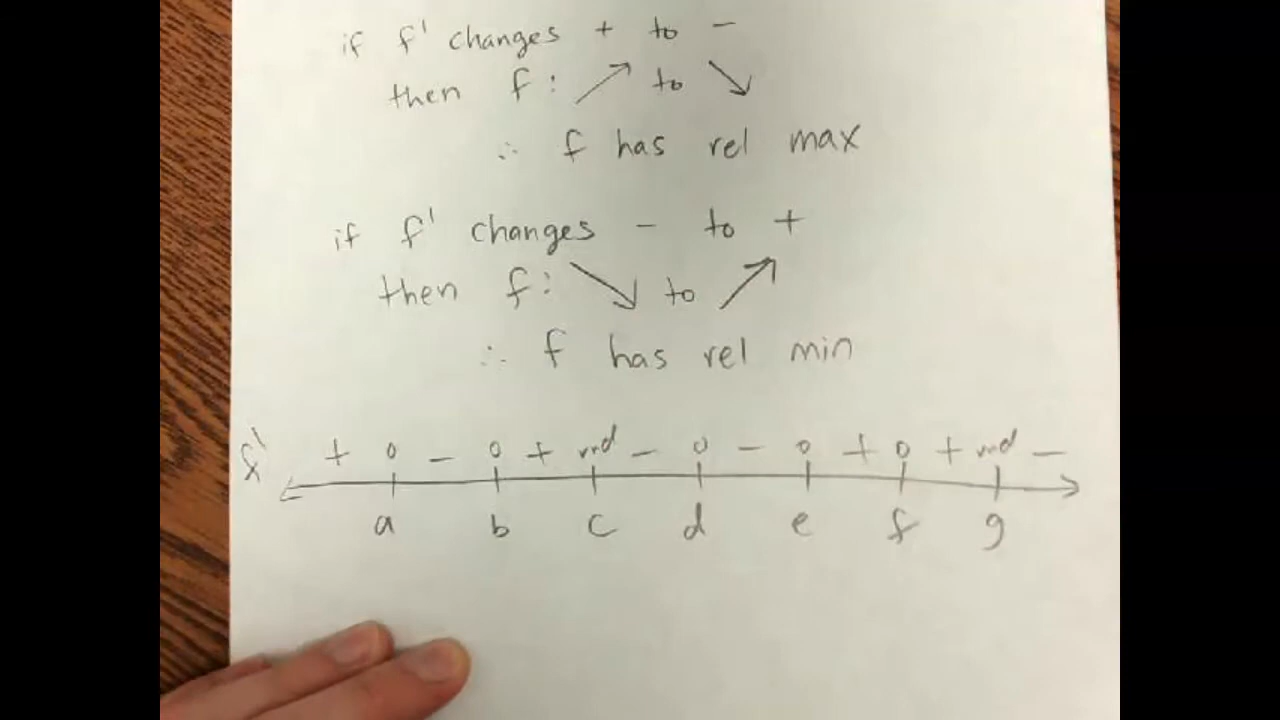 if f' changes + to −
then f: ↗ to ↘
∴ f has rel max
if f' changes − to +
then f: ↘ to ↗
∴ f has rel min
f' + 0 − 0 + und − 0 − 0 + 0 + und −
a b c d e f g